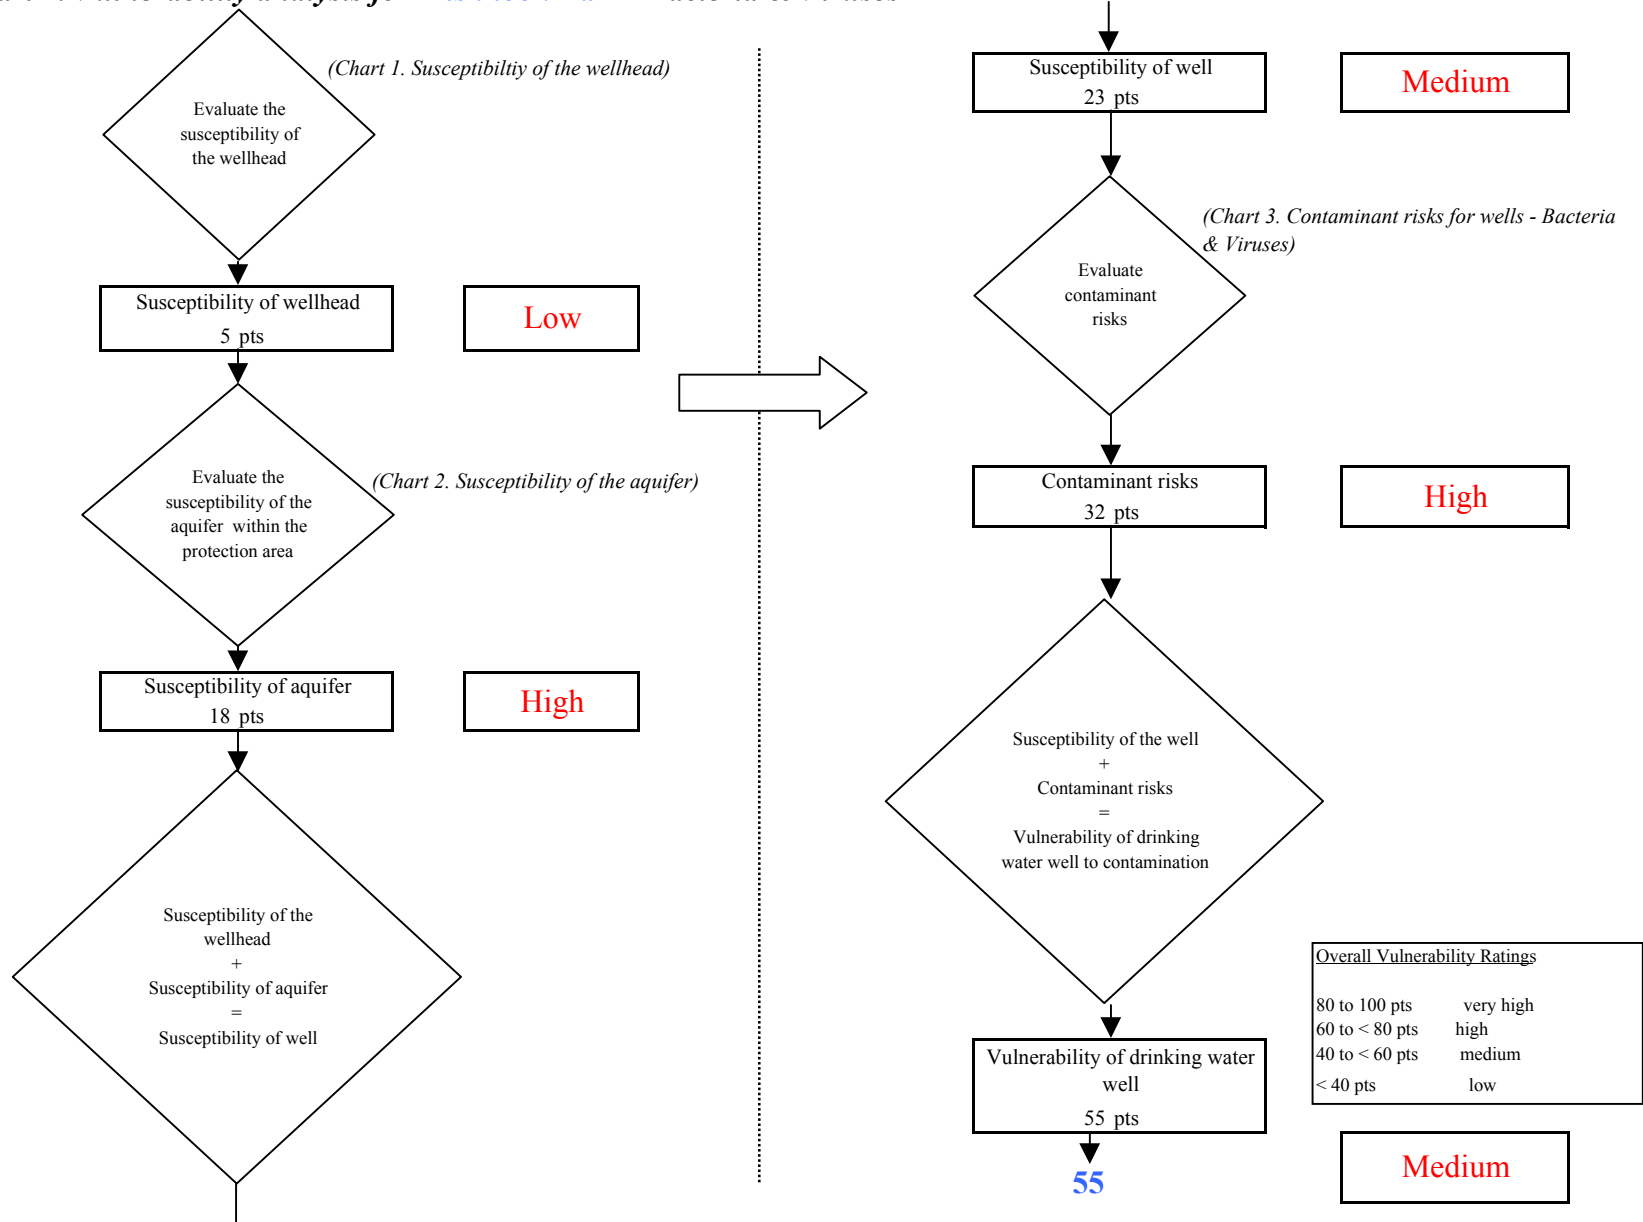 (Chart 1. Susceptibiltiy of the wellhead)
Evaluate the
susceptibility of
the wellhead
Susceptibility of wellhead
5 pts
Low
Evaluate the
susceptibility of the
aquifer within the
protection area
(Chart 2. Susceptibility of the aquifer)
Susceptibility of aquifer
18 pts
High
Susceptibility of the
wellhead
+
Susceptibility of aquifer
=
Susceptibility of well
Susceptibility of well
23 pts
Medium
(Chart 3. Contaminant risks for wells - Bacteria
& Viruses)
Evaluate
contaminant
risks
Contaminant risks
32 pts
High
Susceptibility of the well
+
Contaminant risks
=
Vulnerability of drinking
water well to contamination
Overall Vulnerability Ratings
80 to 100 pts very high
60 to < 80 pts high
40 to < 60 pts medium
< 40 pts low
Vulnerability of drinking water
well
55 pts
55
Medium